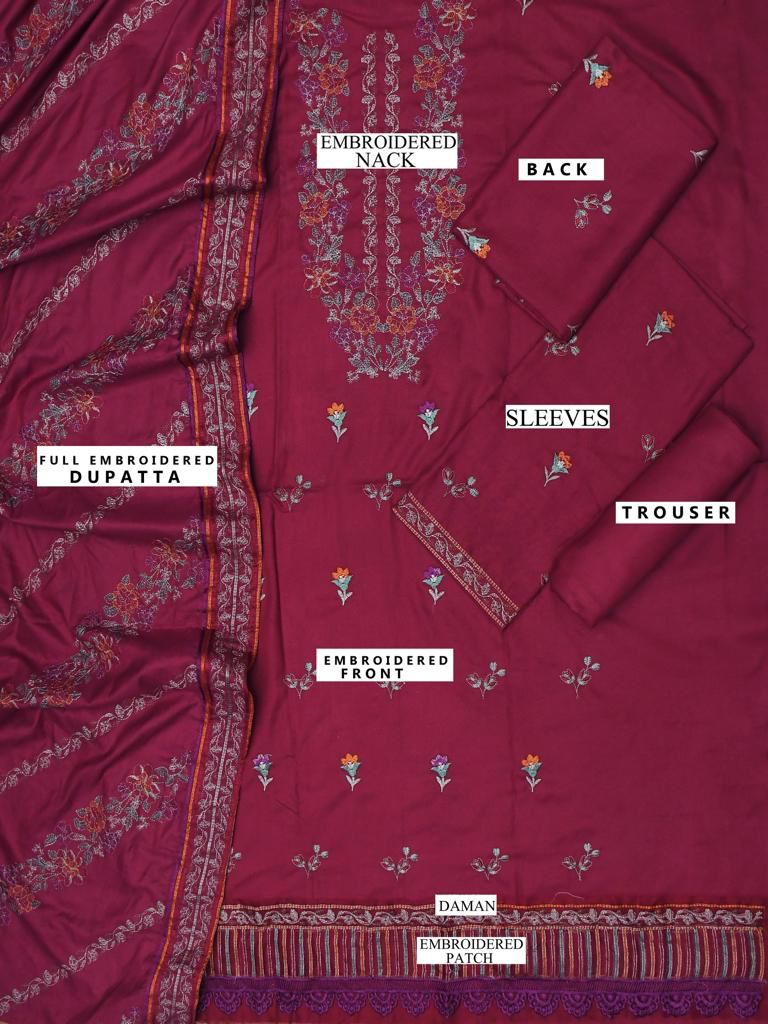 EMBROIDERED
NACK
BACK
SLEEVES
FULL EMBROIDERED
DUPATTA
TROUSER
EMBROIDERED
FRONT
DAMAN
EMBROIDERED
PATCH